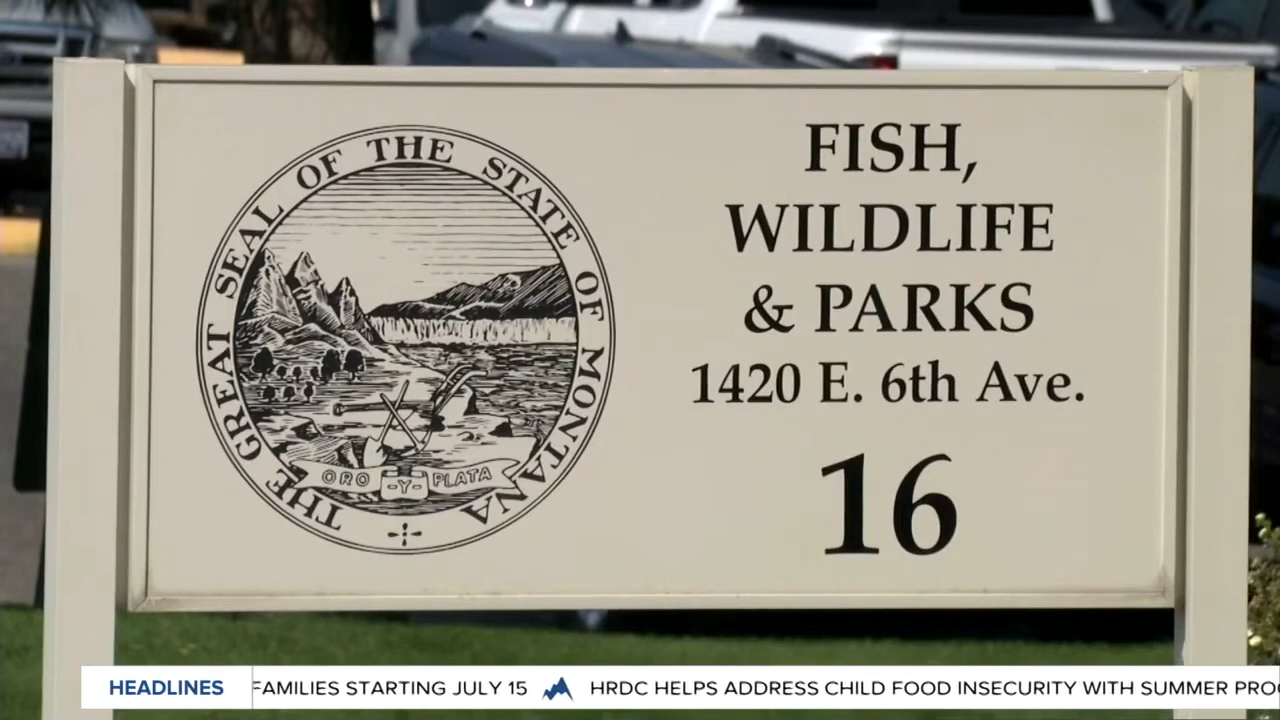 THE GREAT SEAL OF THE STATE OF MONTANA
ORO Y PLATA
FISH,
WILDLIFE
& PARKS
1420 E. 6th Ave.
16
HEADLINES
FAMILIES STARTING JULY 15 HRDC HELPS ADDRESS CHILD FOOD INSECURITY WITH SUMMER PRO